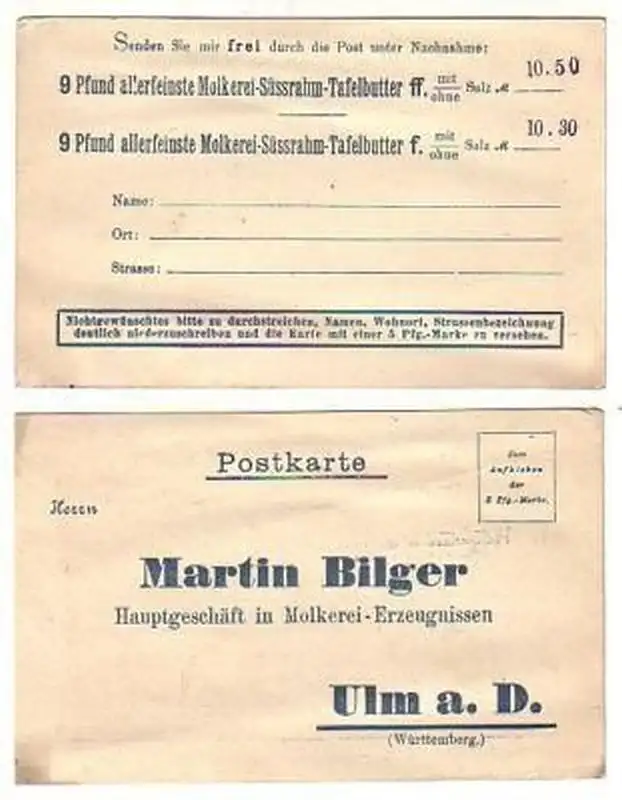 Senden Sie mir frei durch die Post unter Nachnahme:
9 Pfund allerfeinste Molkerei-Süssrahm-Tafelbutter ff. mit/ohne Salz M 10.50
9 Pfund allerfeinste Molkerei-Süssrahm-Tafelbutter f. mit/ohne Salz M 10.30
Name:
Ort:
Strasse:
Nichtgewünschtes bitte zu durchstreichen, Namen, Wohnort, Strassenbezeichnung
deutlich niederzuschreiben und die Karte mit einer 5 Pfg.-Marke zu versehen.
Postkarte
Zum
Aufkleben
der
5 Pfg.-Marke.
Herrn
Martin Bilger
Hauptgeschäft in Molkerei-Erzeugnissen
Ulm a. D.
(Württemberg.)